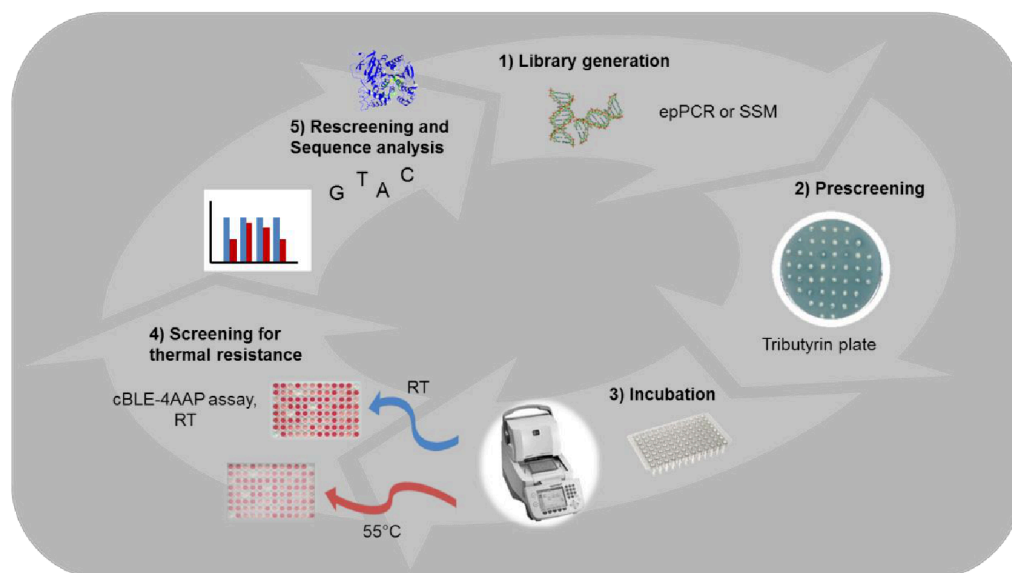 1) Library generation
epPCR or SSM
2) Prescreening
Tributyrin plate
3) Incubation
RT
55°C
4) Screening for
thermal resistance
cBLE-4AAP assay,
RT
5) Rescreening and
Sequence analysis
G T A C